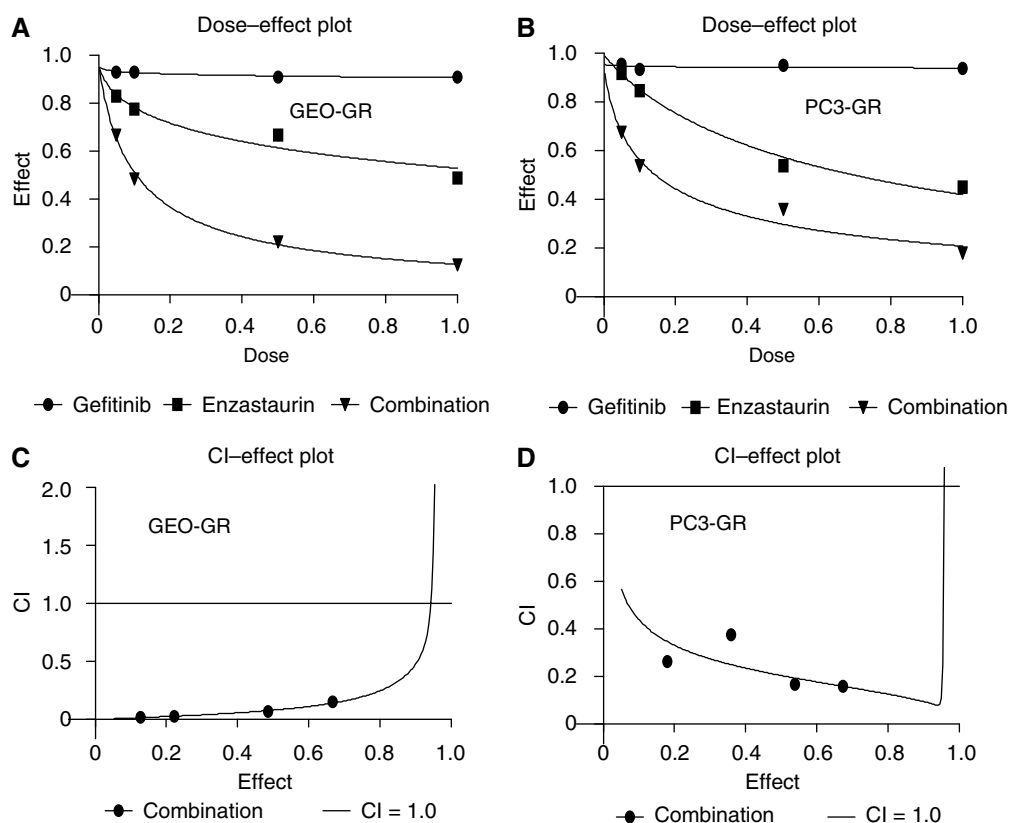 A
Dose–effect plot
1.0
0.8
0.6
0.4
0.2
0
Effect
GEO-GR
0
0.2
0.4
0.6
0.8
1.0
Dose
Gefitinib
Enzastaurin
Combination
B
Dose–effect plot
1.0
0.8
0.6
0.4
0.2
0
Effect
PC3-GR
0
0.2
0.4
0.6
0.8
1.0
Dose
Gefitinib
Enzastaurin
Combination
C
CI–effect plot
2.0
1.5
1.0
0.5
0
CI
GEO-GR
0
0.2
0.4
0.6
0.8
1.0
Effect
Combination
CI = 1.0
D
CI–effect plot
1.0
0.8
0.6
0.4
0.2
0
CI
PC3-GR
0
0.2
0.4
0.6
0.8
1.0
Effect
Combination
CI = 1.0